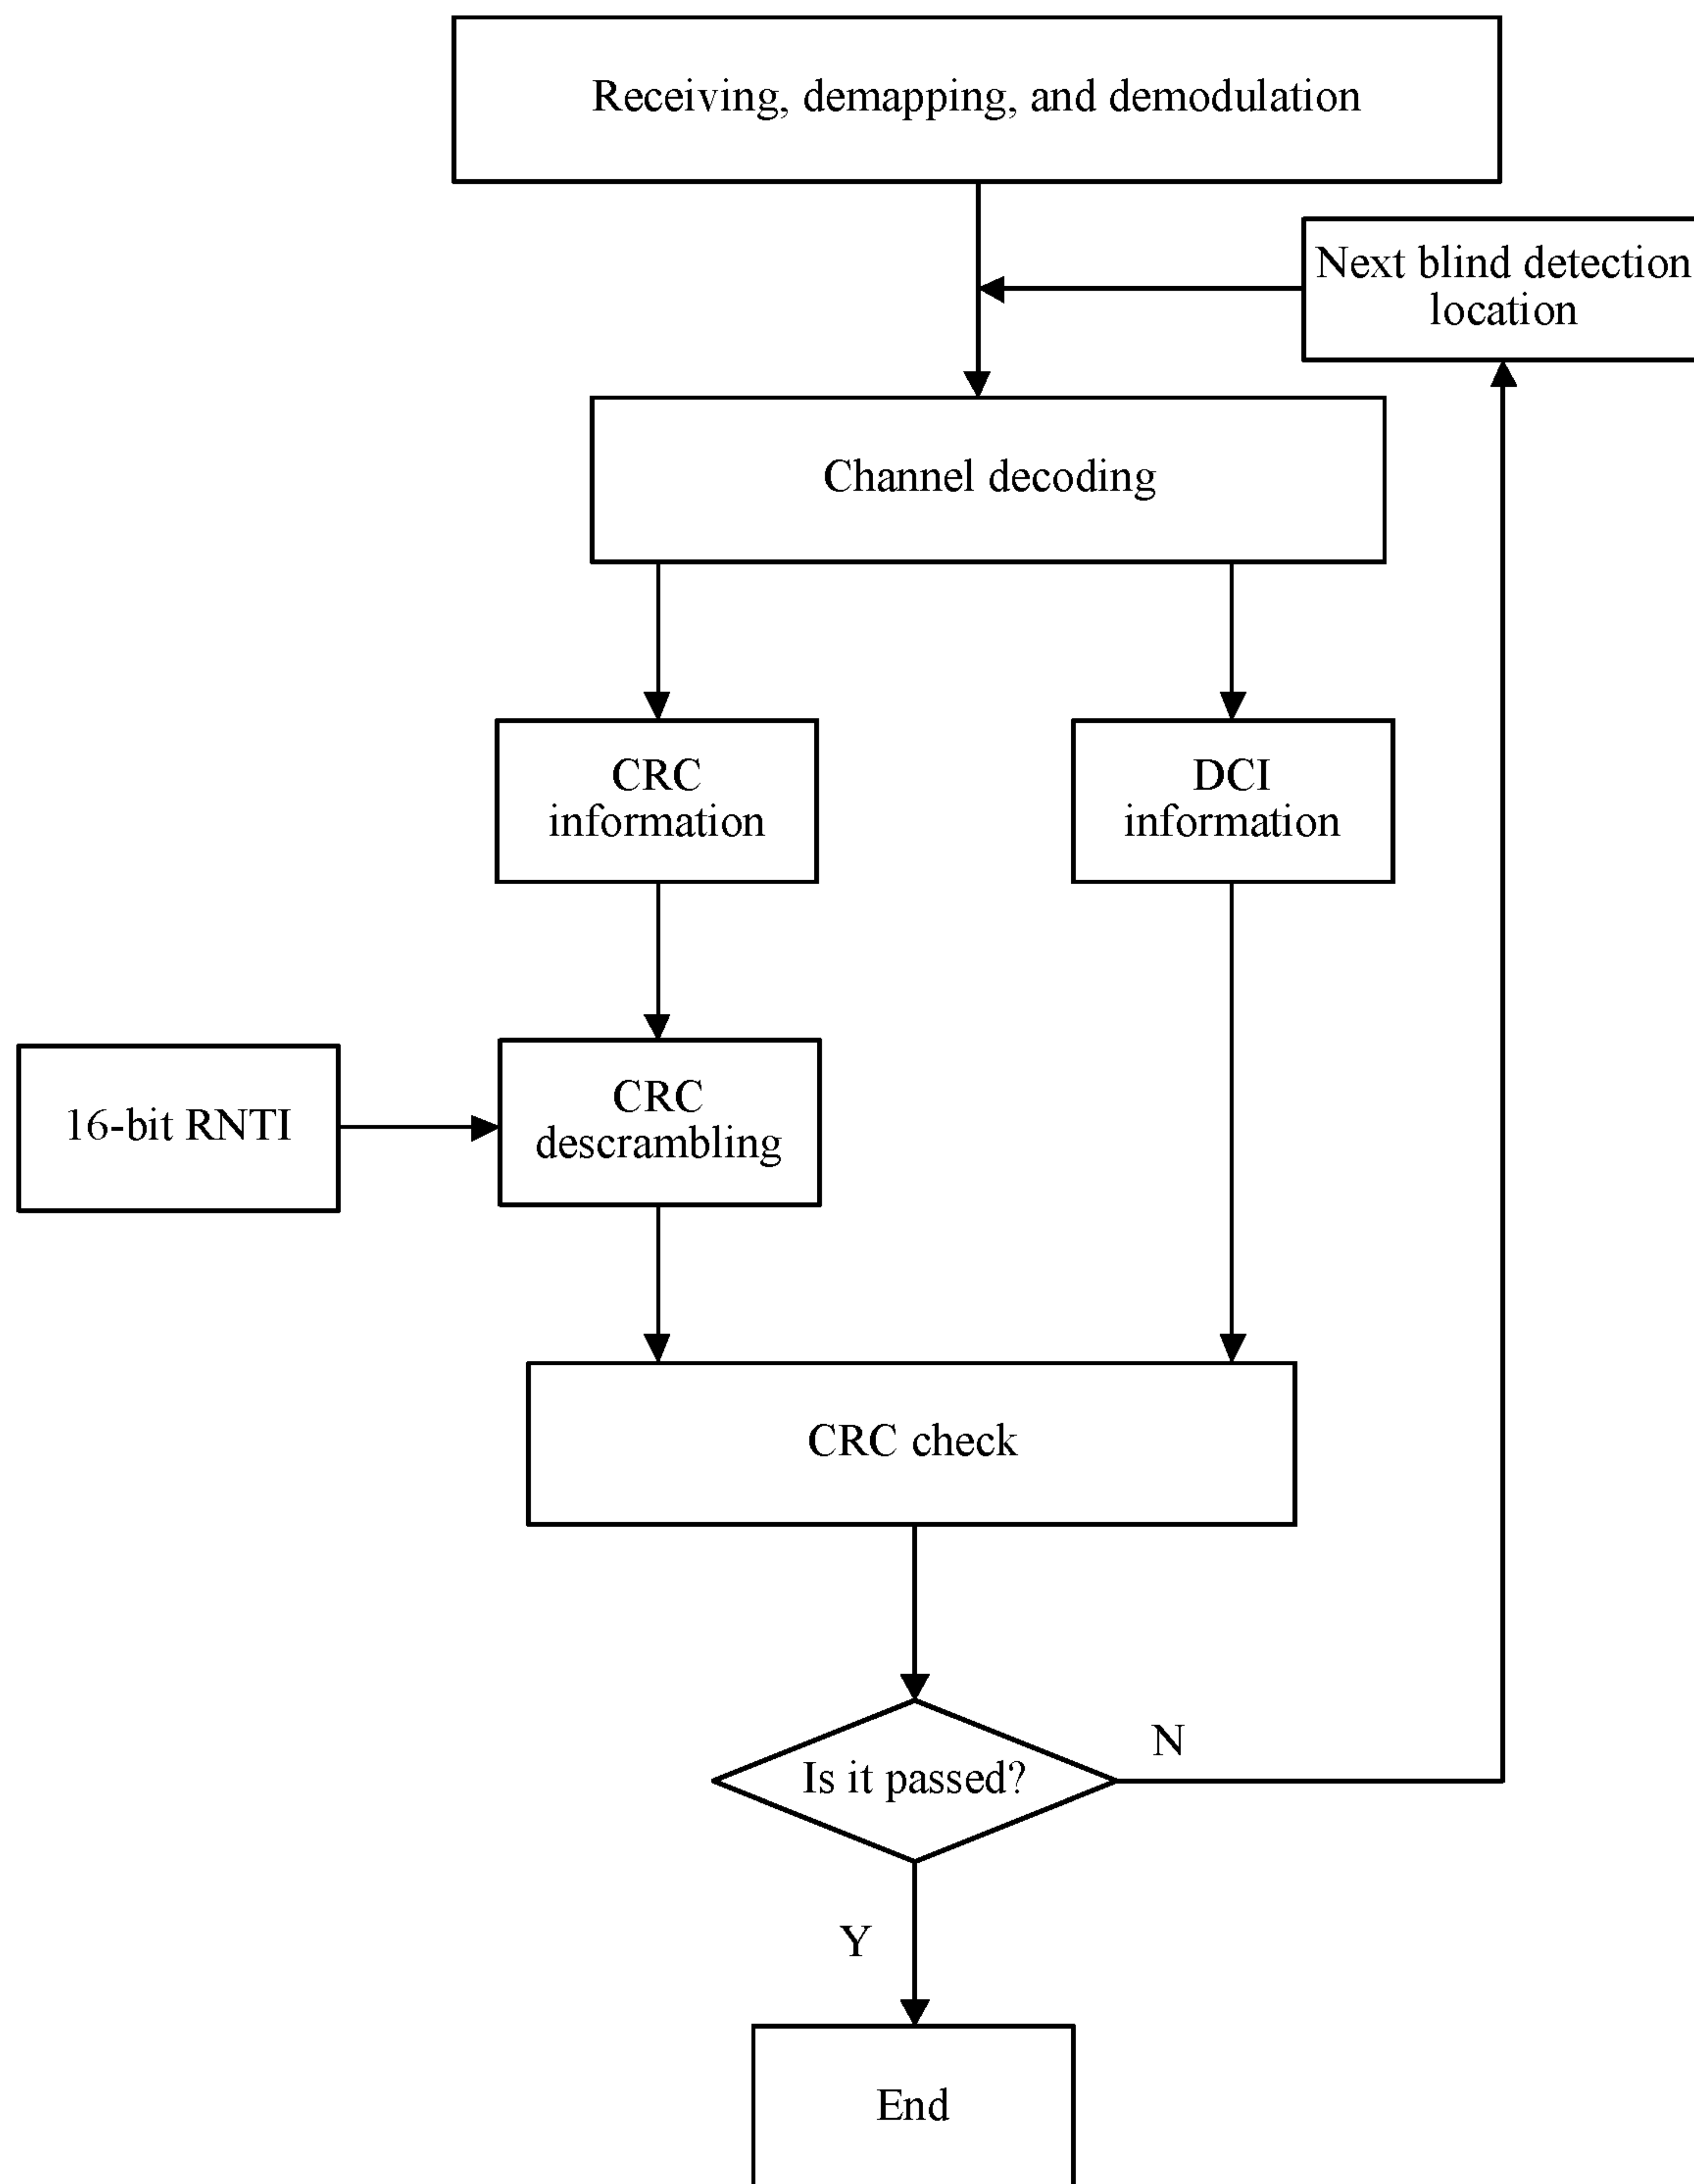 Receiving, demapping, and demodulation
Next blind detection
location
Channel decoding
CRC
information
DCI
information
16-bit RNTI
CRC
descrambling
CRC check
Is it passed?
N
Y
End